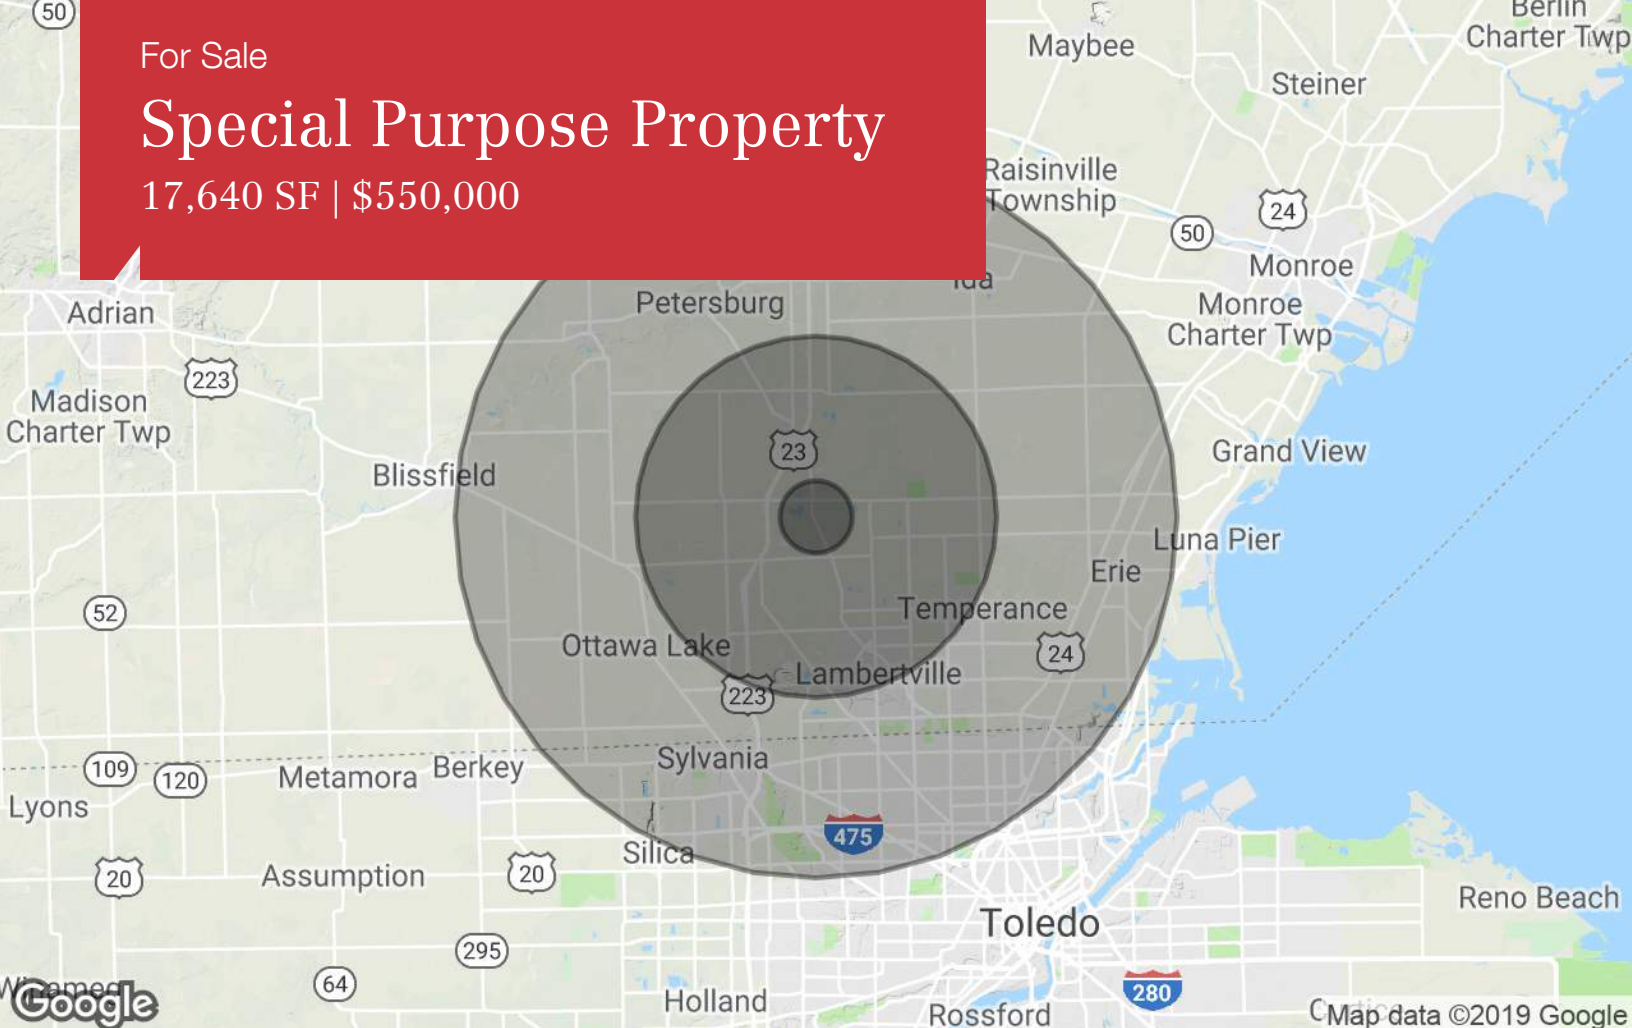 50
For Sale
Special Purpose Property
17,640 SF | $550,000
Berlin
Charter Twp
Maybee
Steiner
Raisinville
Township
24
50
Monroe
Ida
Petersburg
Monroe
Charter Twp
Adrian
223
Madison
Charter Twp
23
Grand View
Blissfield
Luna Pier
Erie
52
Temperance
Ottawa Lake
24
Lambertville
223
Sylvania
109
120
Metamora
Berkey
Lyons
475
Silica
20
Assumption
20
Reno Beach
Toledo
295
64
280
Google
Holland
Rossford
Map data ©2019 Google